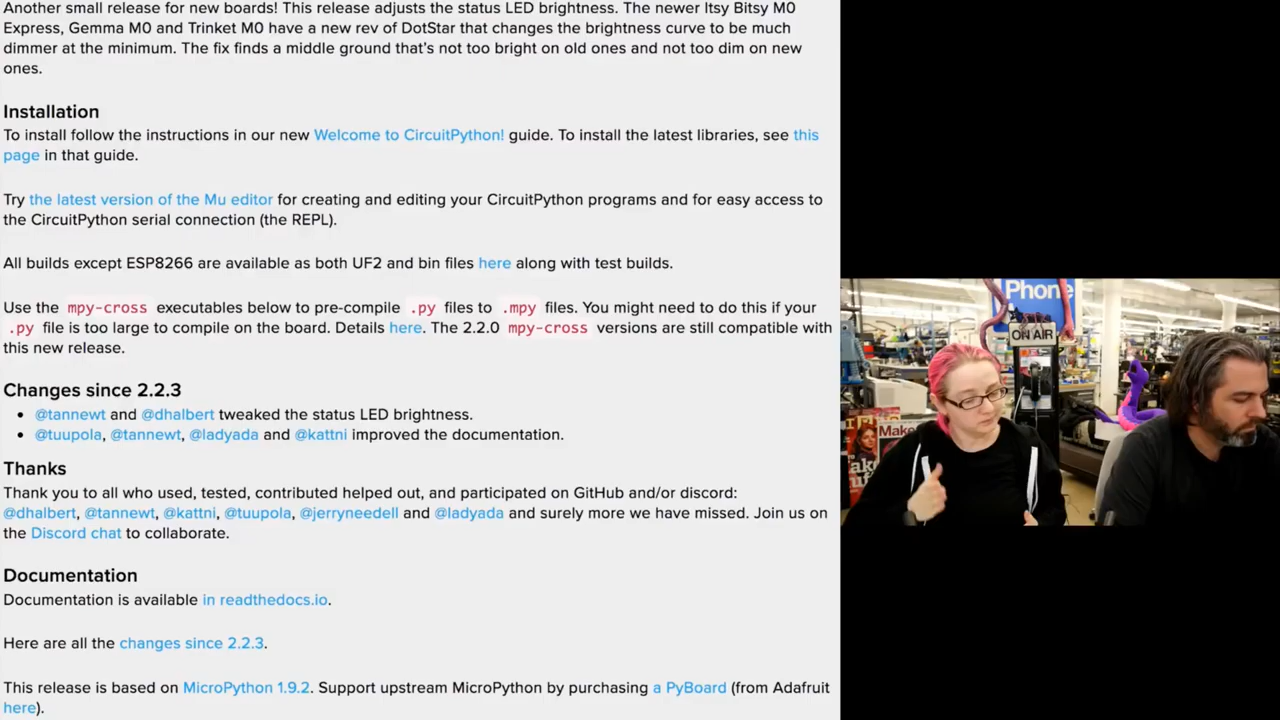 Another small release for new boards! This release adjusts the status LED brightness. The newer Itsy Bitsy M0
Express, Gemma M0 and Trinket M0 have a new rev of DotStar that changes the brightness curve to be much
dimmer at the minimum. The fix finds a middle ground that's not too bright on old ones and not too dim on new
ones.
Installation
To install follow the instructions in our new Welcome to CircuitPython! guide. To install the latest libraries, see this
page in that guide.
Try the latest version of the Mu editor for creating and editing your CircuitPython programs and for easy access to
the CircuitPython serial connection (the REPL).
All builds except ESP8266 are available as both UF2 and bin files here along with test builds.
Use the mpy-cross executables below to pre-compile .py files to .mpy files. You might need to do this if your
.py file is too large to compile on the board. Details here. The 2.2.0 mpy-cross versions are still compatible with
this new release.
Changes since 2.2.3
• @tannewt and @dhalbert tweaked the status LED brightness.
• @tuupola, @tannewt, @ladyada and @kattni improved the documentation.
Thanks
Thank you to all who used, tested, contributed helped out, and participated on GitHub and/or discord:
@dhalbert, @tannewt, @kattni, @tuupola, @jerryneedell and @ladyada and surely more we have missed. Join us on
the Discord chat to collaborate.
Documentation
Documentation is available in readthedocs.io.
Here are all the changes since 2.2.3.
This release is based on MicroPython 1.9.2. Support upstream MicroPython by purchasing a PyBoard (from Adafruit
here).
Phone
ON AIR
Make